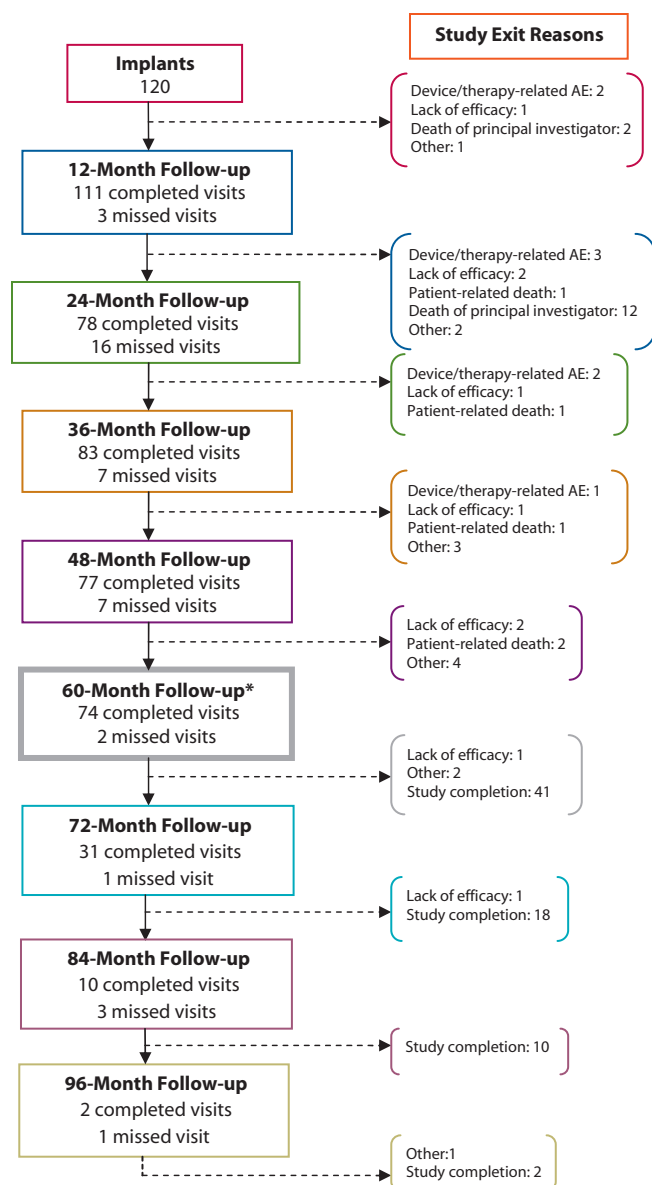 Study Exit Reasons
Implants
120
Device/therapy-related AE: 2
Lack of efficacy: 1
Death of principal investigator: 2
Other: 1
12-Month Follow-up
111 completed visits
3 missed visits
Device/therapy-related AE: 3
Lack of efficacy: 2
Patient-related death: 1
Death of principal investigator: 12
Other: 2
24-Month Follow-up
78 completed visits
16 missed visits
Device/therapy-related AE: 2
Lack of efficacy: 1
Patient-related death: 1
36-Month Follow-up
83 completed visits
7 missed visits
Device/therapy-related AE: 1
Lack of efficacy: 1
Patient-related death: 1
Other: 3
48-Month Follow-up
77 completed visits
7 missed visits
Lack of efficacy: 2
Patient-related death: 2
Other: 4
60-Month Follow-up*
74 completed visits
2 missed visits
Lack of efficacy: 1
Other: 2
Study completion: 41
72-Month Follow-up
31 completed visits
1 missed visit
Lack of efficacy: 1
Study completion: 18
84-Month Follow-up
10 completed visits
3 missed visits
Study completion: 10
96-Month Follow-up
2 completed visits
1 missed visit
Other:1
Study completion: 2